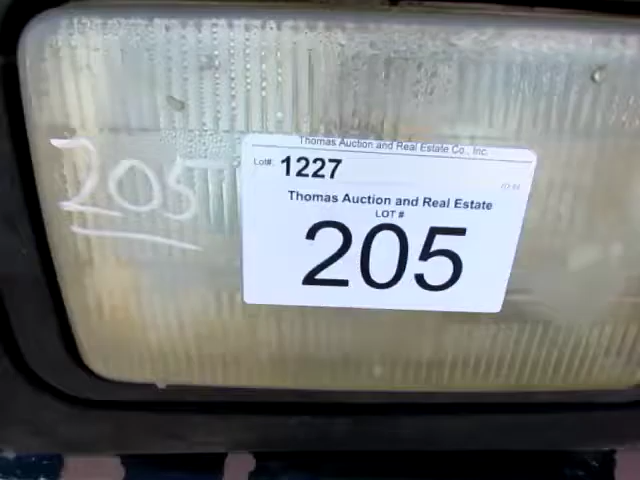 205
Thomas Auction and Real Estate Co., Inc.
Lot#: 1227
Thomas Auction and Real Estate
LOT #
205